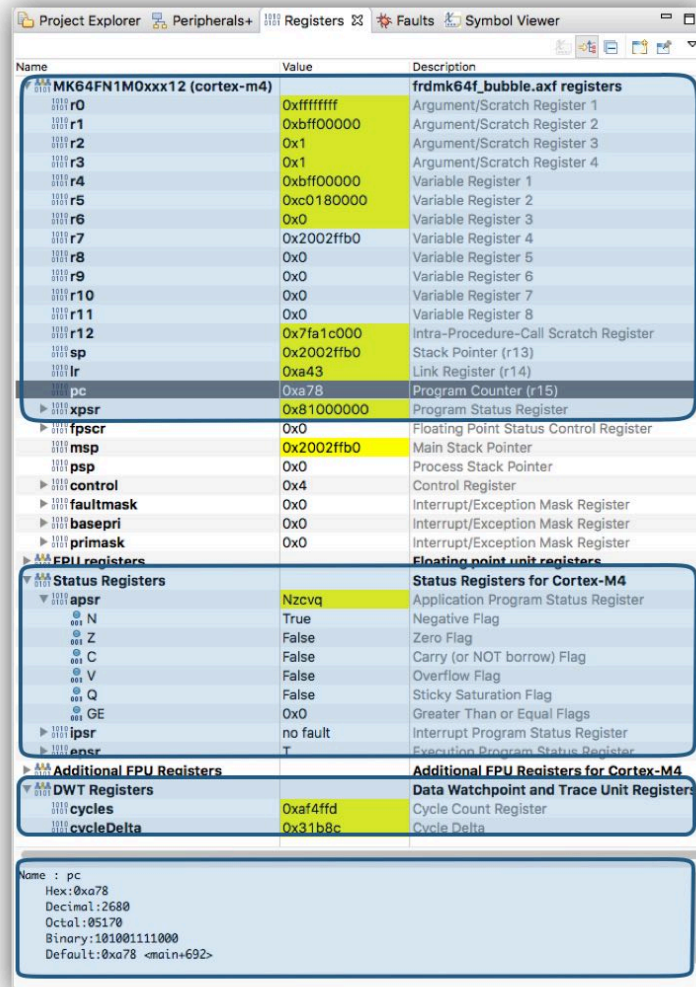 Project Explorer Peripherals+ Registers Faults Symbol Viewer
Name Value Description
MK64FN1M0xxx12 (cortex-m4) frdmk64f_bubble.axf registers
r0 0xffffffff Argument/Scratch Register 1
r1 0xbff00000 Argument/Scratch Register 2
r2 0x1 Argument/Scratch Register 3
r3 0x1 Argument/Scratch Register 4
r4 0xbff00000 Variable Register 1
r5 0xc0180000 Variable Register 2
r6 0x0 Variable Register 3
r7 0x2002ffb0 Variable Register 4
r8 0x0 Variable Register 5
r9 0x0 Variable Register 6
r10 0x0 Variable Register 7
r11 0x0 Variable Register 8
r12 0x7fa1c000 Intra-Procedure-Call Scratch Register
sp 0x2002ffb0 Stack Pointer (r13)
lr 0xa43 Link Register (r14)
pc 0xa78 Program Counter (r15)
xpsr 0x81000000 Program Status Register
fpscr 0x0 Floating Point Status Control Register
msp 0x2002ffb0 Main Stack Pointer
psp 0x0 Process Stack Pointer
control 0x4 Control Register
faultmask 0x0 Interrupt/Exception Mask Register
basepri 0x0 Interrupt/Exception Mask Register
primask 0x0 Interrupt/Exception Mask Register
FPU registers Floating point unit registers
Status Registers Status Registers for Cortex-M4
apsr Nzcvq Application Program Status Register
N True Negative Flag
Z False Zero Flag
C False Carry (or NOT borrow) Flag
V False Overflow Flag
Q False Sticky Saturation Flag
GE 0x0 Greater Than or Equal Flags
ipsr no fault Interrupt Program Status Register
epsr T Execution Program Status Register
Additional FPU Registers Additional FPU Registers for Cortex-M4
DWT Registers Data Watchpoint and Trace Unit Registers
cycles 0xaf4ffd Cycle Count Register
cycleDelta 0x31b8c Cycle Delta
Name : pc
Hex:0xa78
Decimal:2680
Octal:05170
Binary:101001111000
Default:0xa78 <main+692>